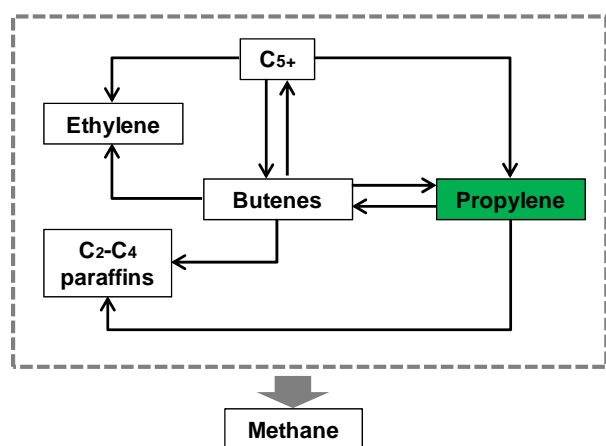 C5+
Ethylene
Butenes
Propylene
C2-C4
paraffins
Methane